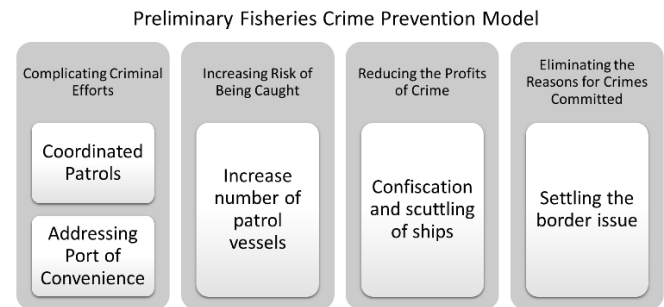 Preliminary Fisheries Crime Prevention Model
Complicating Criminal
Efforts
Coordinated
Patrols
Addressing
Port of
Convenience
Increasing Risk of
Being Caught
Increase
number of
patrol
vessels
Reducing the Profits
of Crime
Confiscation
and scuttling
of ships
Eliminating the
Reasons for Crimes
Committed
Settling the
border issue